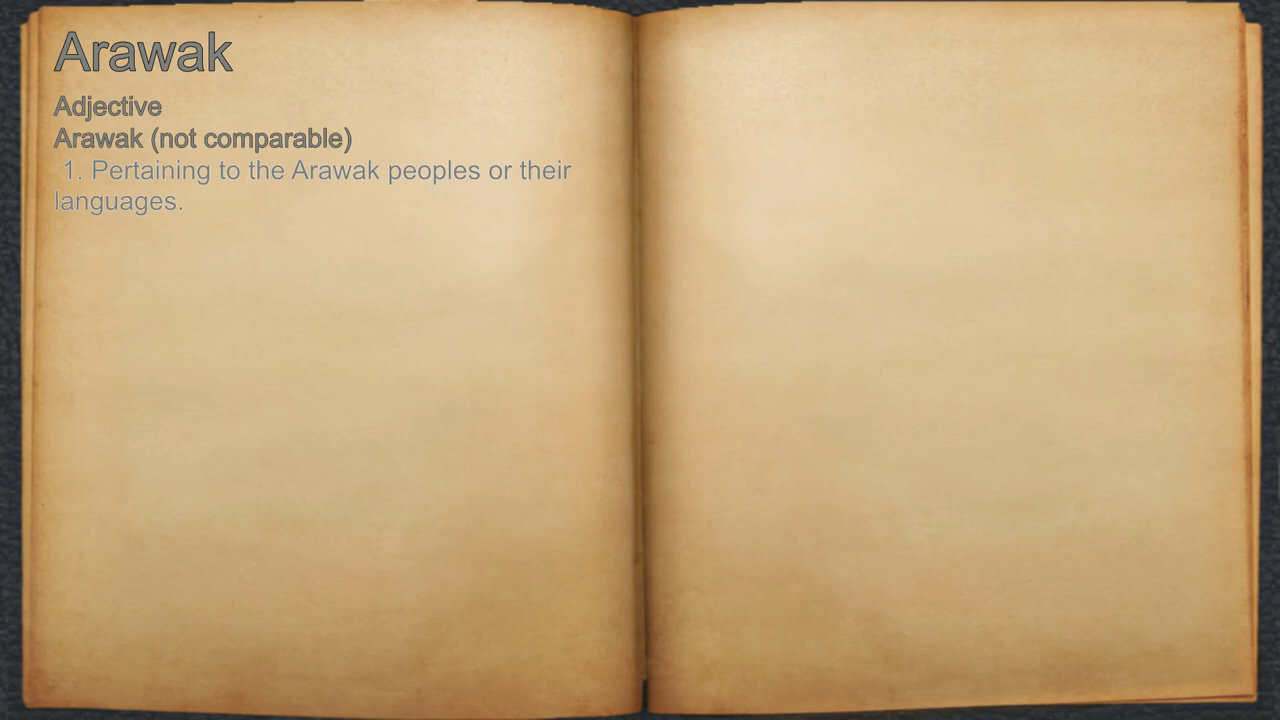 Arawak
Adjective
Arawak (not comparable)
1. Pertaining to the Arawak peoples or their
languages.